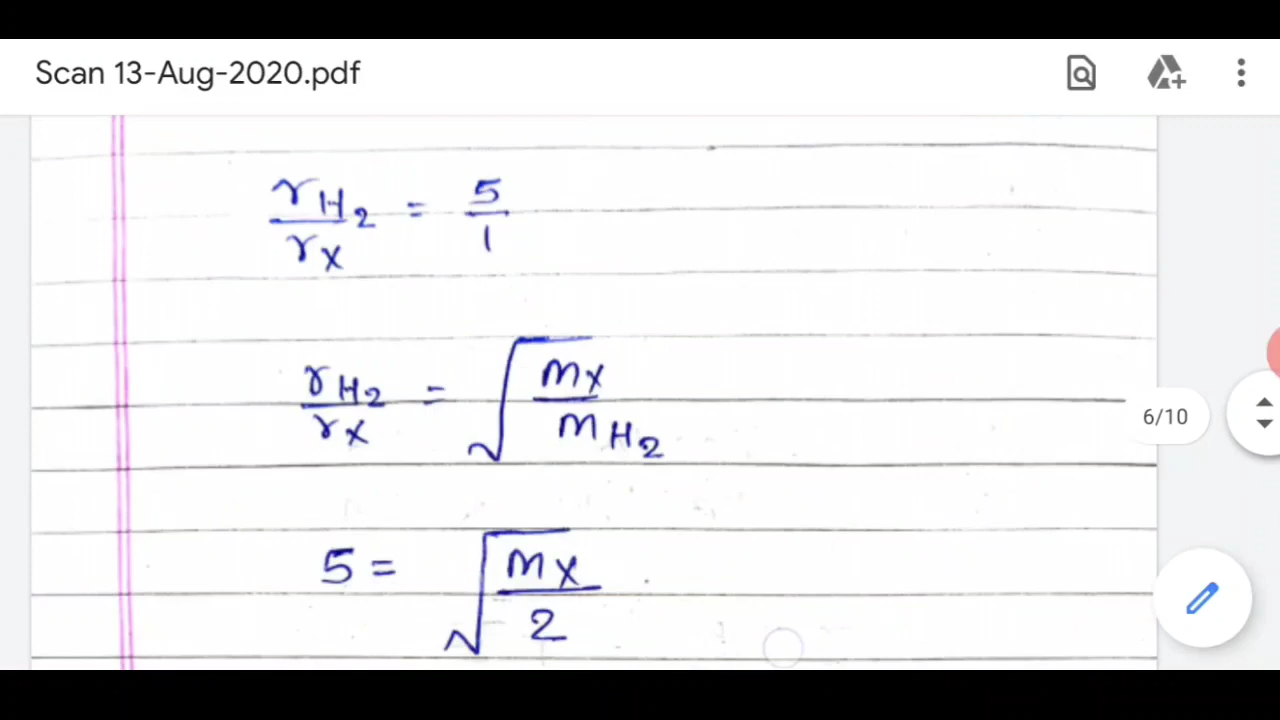 Scan 13-Aug-2020.pdf
rH2/rX = 5/1
rH2/rX = √(mX/mH2)
6/10
5 = √(mX/2)